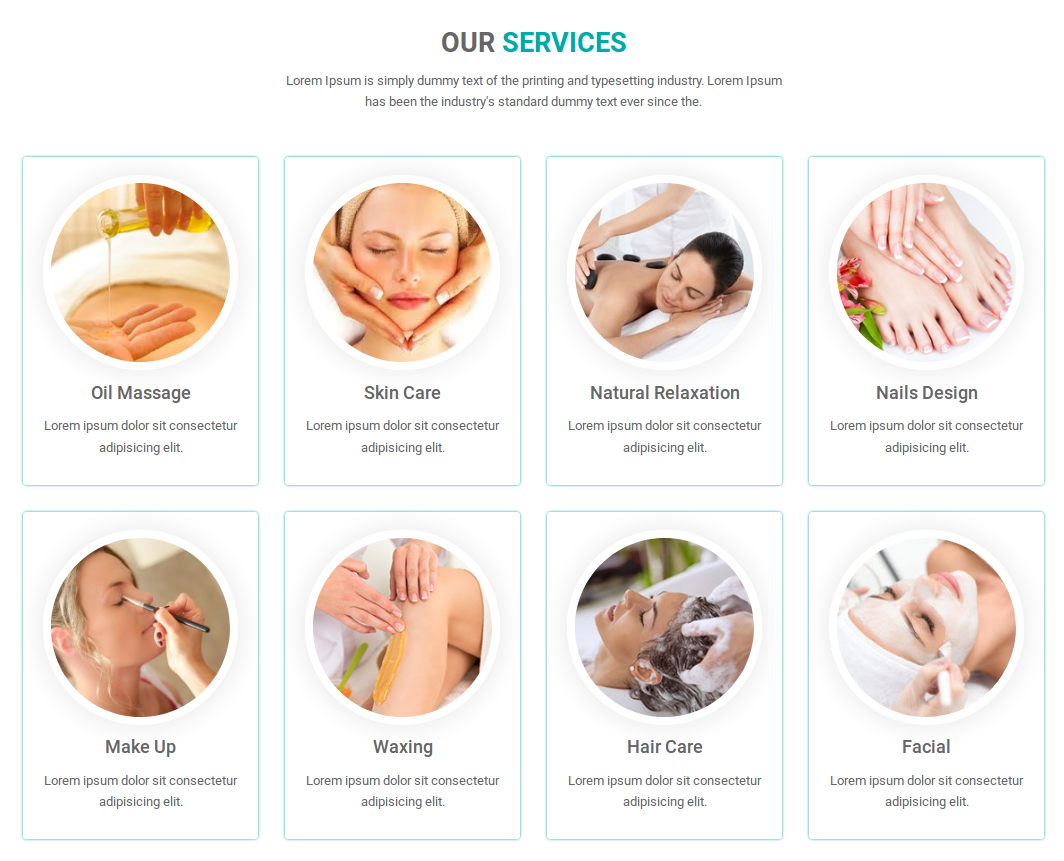 OUR SERVICES
Lorem Ipsum is simply dummy text of the printing and typesetting industry. Lorem Ipsum
has been the industry's standard dummy text ever since the.
Oil Massage
Lorem ipsum dolor sit consectetur
adipisicing elit.
Skin Care
Lorem ipsum dolor sit consectetur
adipisicing elit.
Natural Relaxation
Lorem ipsum dolor sit consectetur
adipisicing elit.
Nails Design
Lorem ipsum dolor sit consectetur
adipisicing elit.
Make Up
Lorem ipsum dolor sit consectetur
adipisicing elit.
Waxing
Lorem ipsum dolor sit consectetur
adipisicing elit.
Hair Care
Lorem ipsum dolor sit consectetur
adipisicing elit.
Facial
Lorem ipsum dolor sit consectetur
adipisicing elit.